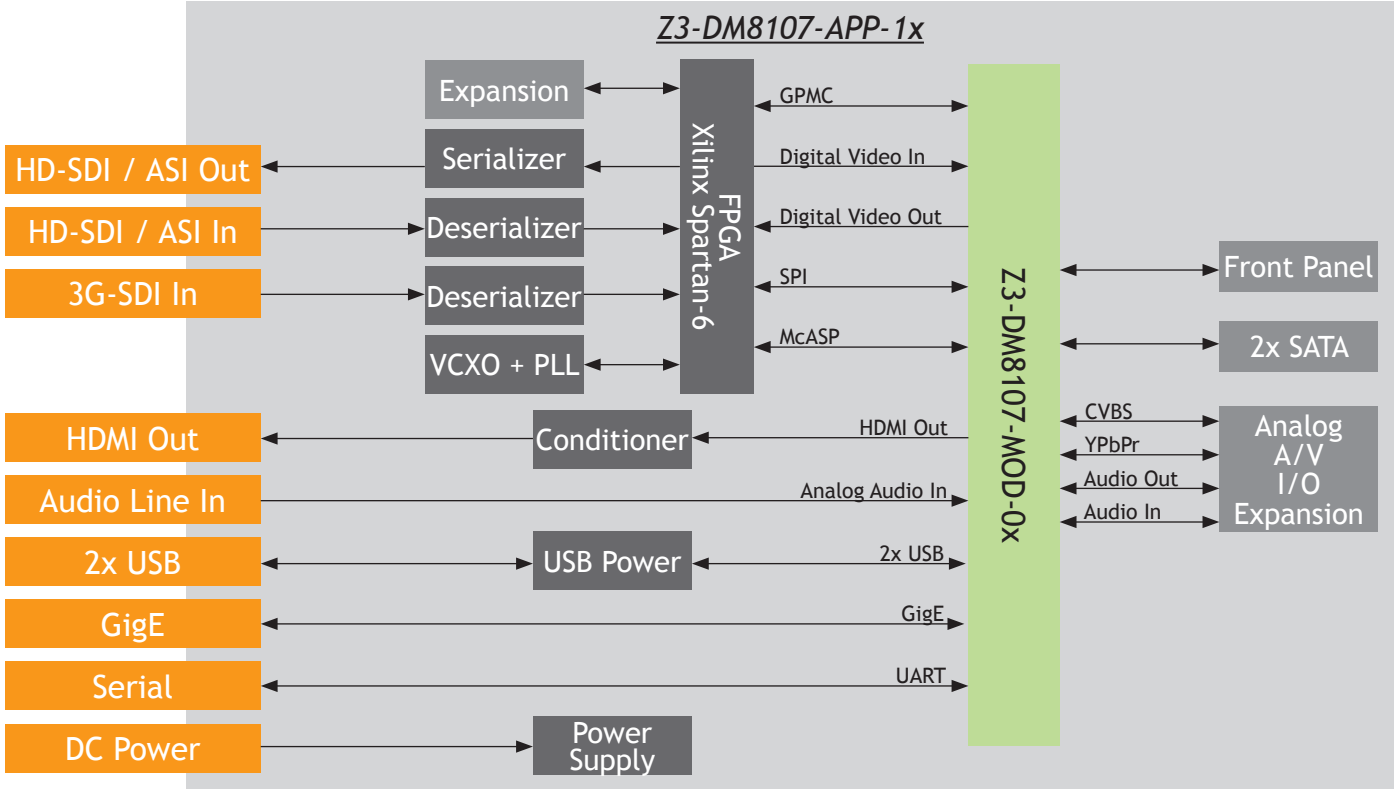 Z3-DM8107-APP-1x
Expansion
GPMC
HD-SDI / ASI Out
Serializer
Digital Video In
HD-SDI / ASI In
Deserializer
Digital Video Out
3G-SDI In
Deserializer
SPI
VCXO + PLL
McASP
FPGA
Xilinx Spartan-6
Z3-DM8107-MOD-0x
Front Panel
2x SATA
HDMI Out
Conditioner
HDMI Out
CVBS
YPbPr
Audio Out
Audio In
Analog
A/V
I/O
Expansion
Audio Line In
Analog Audio In
2x USB
USB Power
2x USB
GigE
GigE
Serial
UART
DC Power
Power
Supply